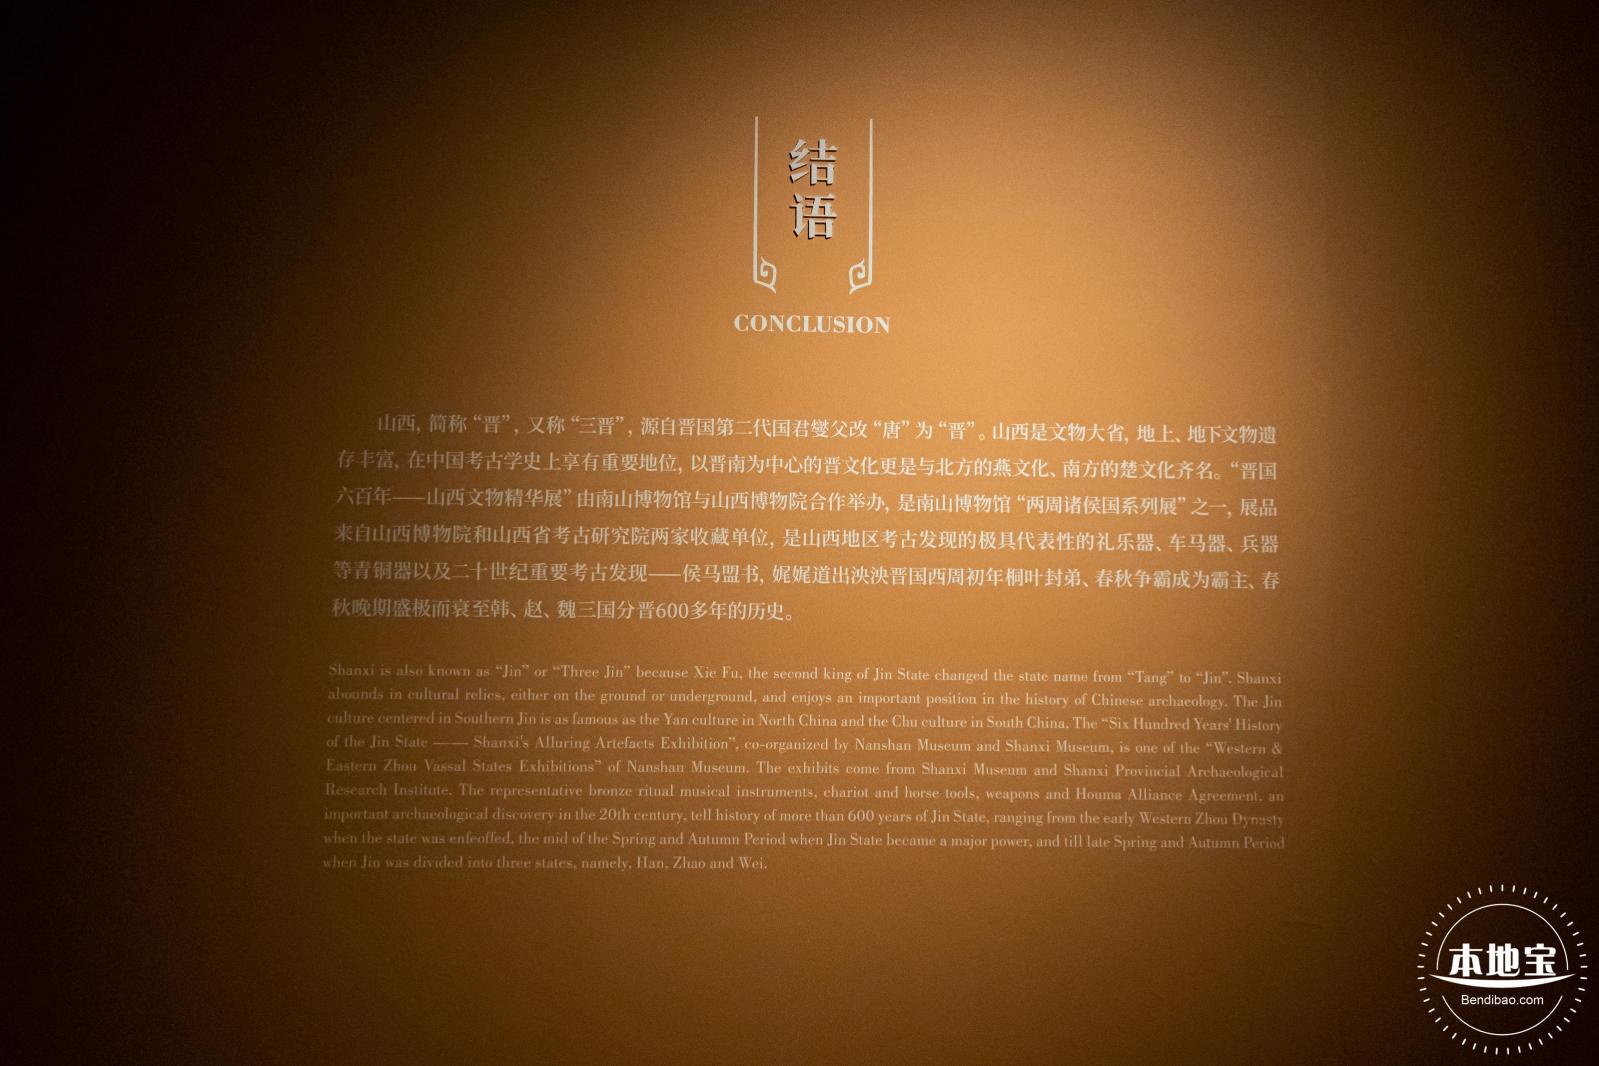 结语
CONCLUSION
山西, 简称“晋”, 又称“三晋”, 源自晋国第二代国君燮父改“唐”为“晋”。山西是文物大省, 地上、地下文物遗
存丰富, 在中国考古学史上享有重要地位, 以晋南为中心的晋文化更是与北方的燕文化、南方的楚文化齐名。“晋国
六百年——山西文物精华展”由南山博物馆与山西博物院合作举办, 是南山博物馆“两周诸侯国系列展”之一, 展品
来自山西博物院和山西省考古研究院两家收藏单位, 是山西地区考古发现的极具代表性的礼乐器、车马器、兵器
等青铜器以及二十世纪重要考古发现——侯马盟书, 娓娓道出泱泱晋国西周初年桐叶封弟、春秋争霸成为霸主、春
秋晚期盛极而衰至韩、赵、魏三国分晋600多年的历史。
Shanxi is also known as “Jin” or “Three Jin” because Xie Fu, the second king of Jin State changed the state name from “Tang” to “Jin”. Shanxi
abounds in cultural relics, either on the ground or underground, and enjoys an important position in the history of Chinese archaeology. The Jin
culture centered in Southern Jin is as famous as the Yan culture in North China and the Chu culture in South China. The “Six Hundred Years' History
of the Jin State —— Shanxi's Alluring Artefacts Exhibition”, co-organized by Nanshan Museum and Shanxi Museum, is one of the “Western &
Eastern Zhou Vassal States Exhibitions” of Nanshan Museum. The exhibits come from Shanxi Museum and Shanxi Provincial Archaeological
Research Institute. The representative bronze ritual musical instruments, chariot and horse tools, weapons and Houma Alliance Agreement, an
important archaeological discovery in the 20th century, tell history of more than 600 years of Jin State, ranging from the early Western Zhou Dynasty
when the state was enfeoffed, the mid of the Spring and Autumn Period when Jin State became a major power, and till late Spring and Autumn Period
when Jin was divided into three states, namely, Han, Zhao and Wei.
本地宝
Bendibao.com